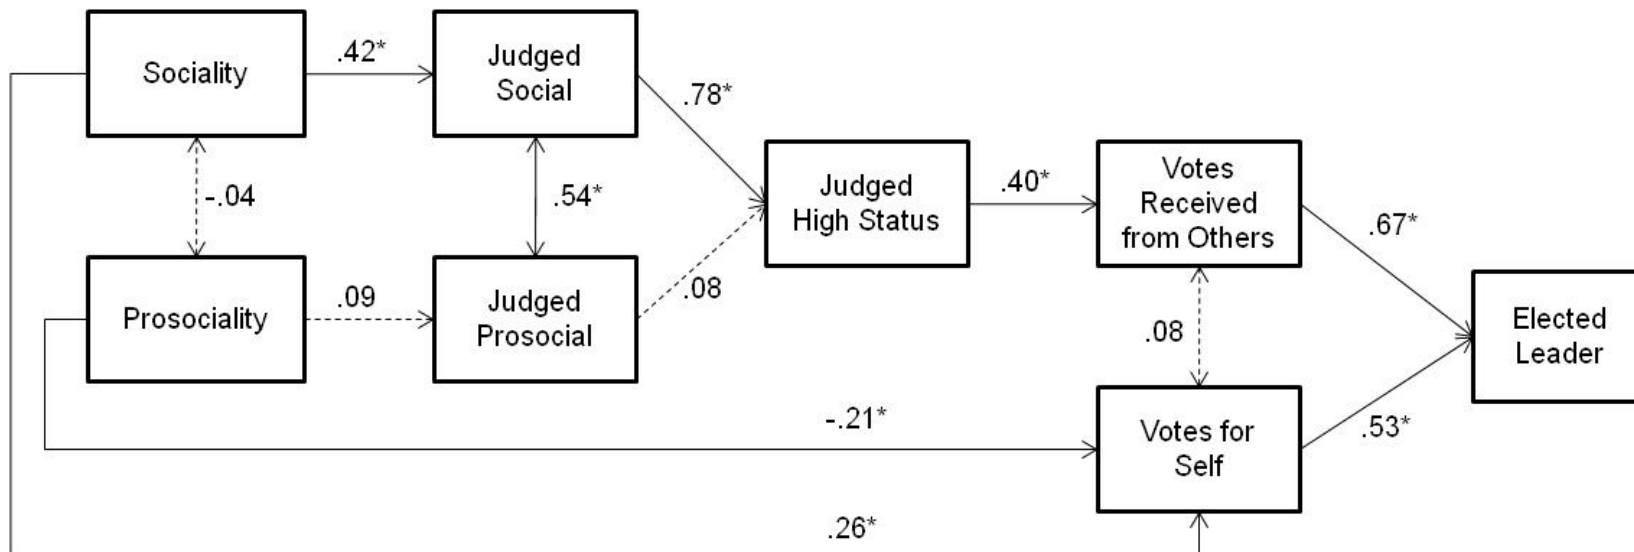 Sociality
.42*
Judged
Social
.78*
-.04
.54*
Judged
High Status
.40*
Votes
Received
from Others
.67*
Prosociality
.09
Judged
Prosocial
.08
.08
Elected
Leader
-.21*
Votes for
Self
.53*
.26*